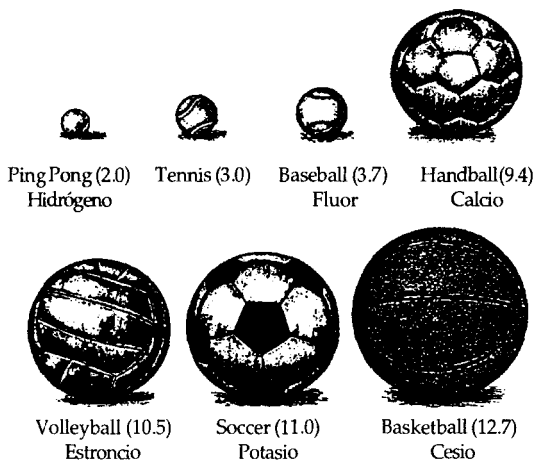 Ping Pong (2.0)
Hidrógeno
Tennis (3.0)
Baseball (3.7)
Fluor
Handball(9.4)
Calcio
Volleyball (10.5)
Estroncio
Soccer (11.0)
Potasio
Basketball (12.7)
Cesio